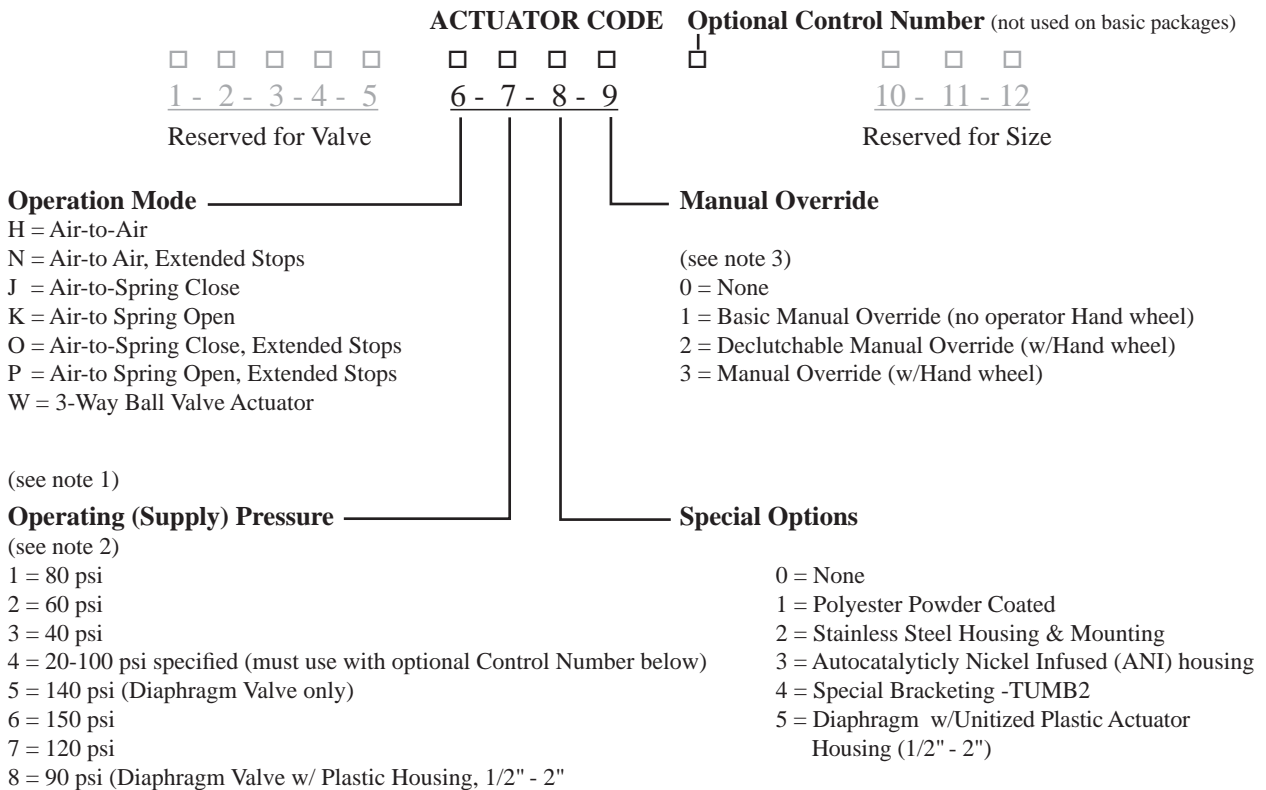 ACTUATOR CODE Optional Control Number (not used on basic packages)
1 - 2 - 3 - 4 - 5 6 - 7 - 8 - 9 10 - 11 - 12
Reserved for Valve Reserved for Size
Operation Mode
H = Air-to-Air
N = Air-to Air, Extended Stops
J = Air-to-Spring Close
K = Air-to Spring Open
O = Air-to-Spring Close, Extended Stops
P = Air-to Spring Open, Extended Stops
W = 3-Way Ball Valve Actuator
(see note 1)
Manual Override
(see note 3)
0 = None
1 = Basic Manual Override (no operator Hand wheel)
2 = Declutchable Manual Override (w/Hand wheel)
3 = Manual Override (w/Hand wheel)
Operating (Supply) Pressure
(see note 2)
1 = 80 psi
2 = 60 psi
3 = 40 psi
4 = 20-100 psi specified (must use with optional Control Number below)
5 = 140 psi (Diaphragm Valve only)
6 = 150 psi
7 = 120 psi
8 = 90 psi (Diaphragm Valve w/ Plastic Housing, 1/2" - 2"
Special Options
0 = None
1 = Polyester Powder Coated
2 = Stainless Steel Housing & Mounting
3 = Autocatalyticly Nickel Infused (ANI) housing
4 = Special Bracketing -TUMB2
5 = Diaphragm w/Unitized Plastic Actuator
Housing (1/2" - 2")